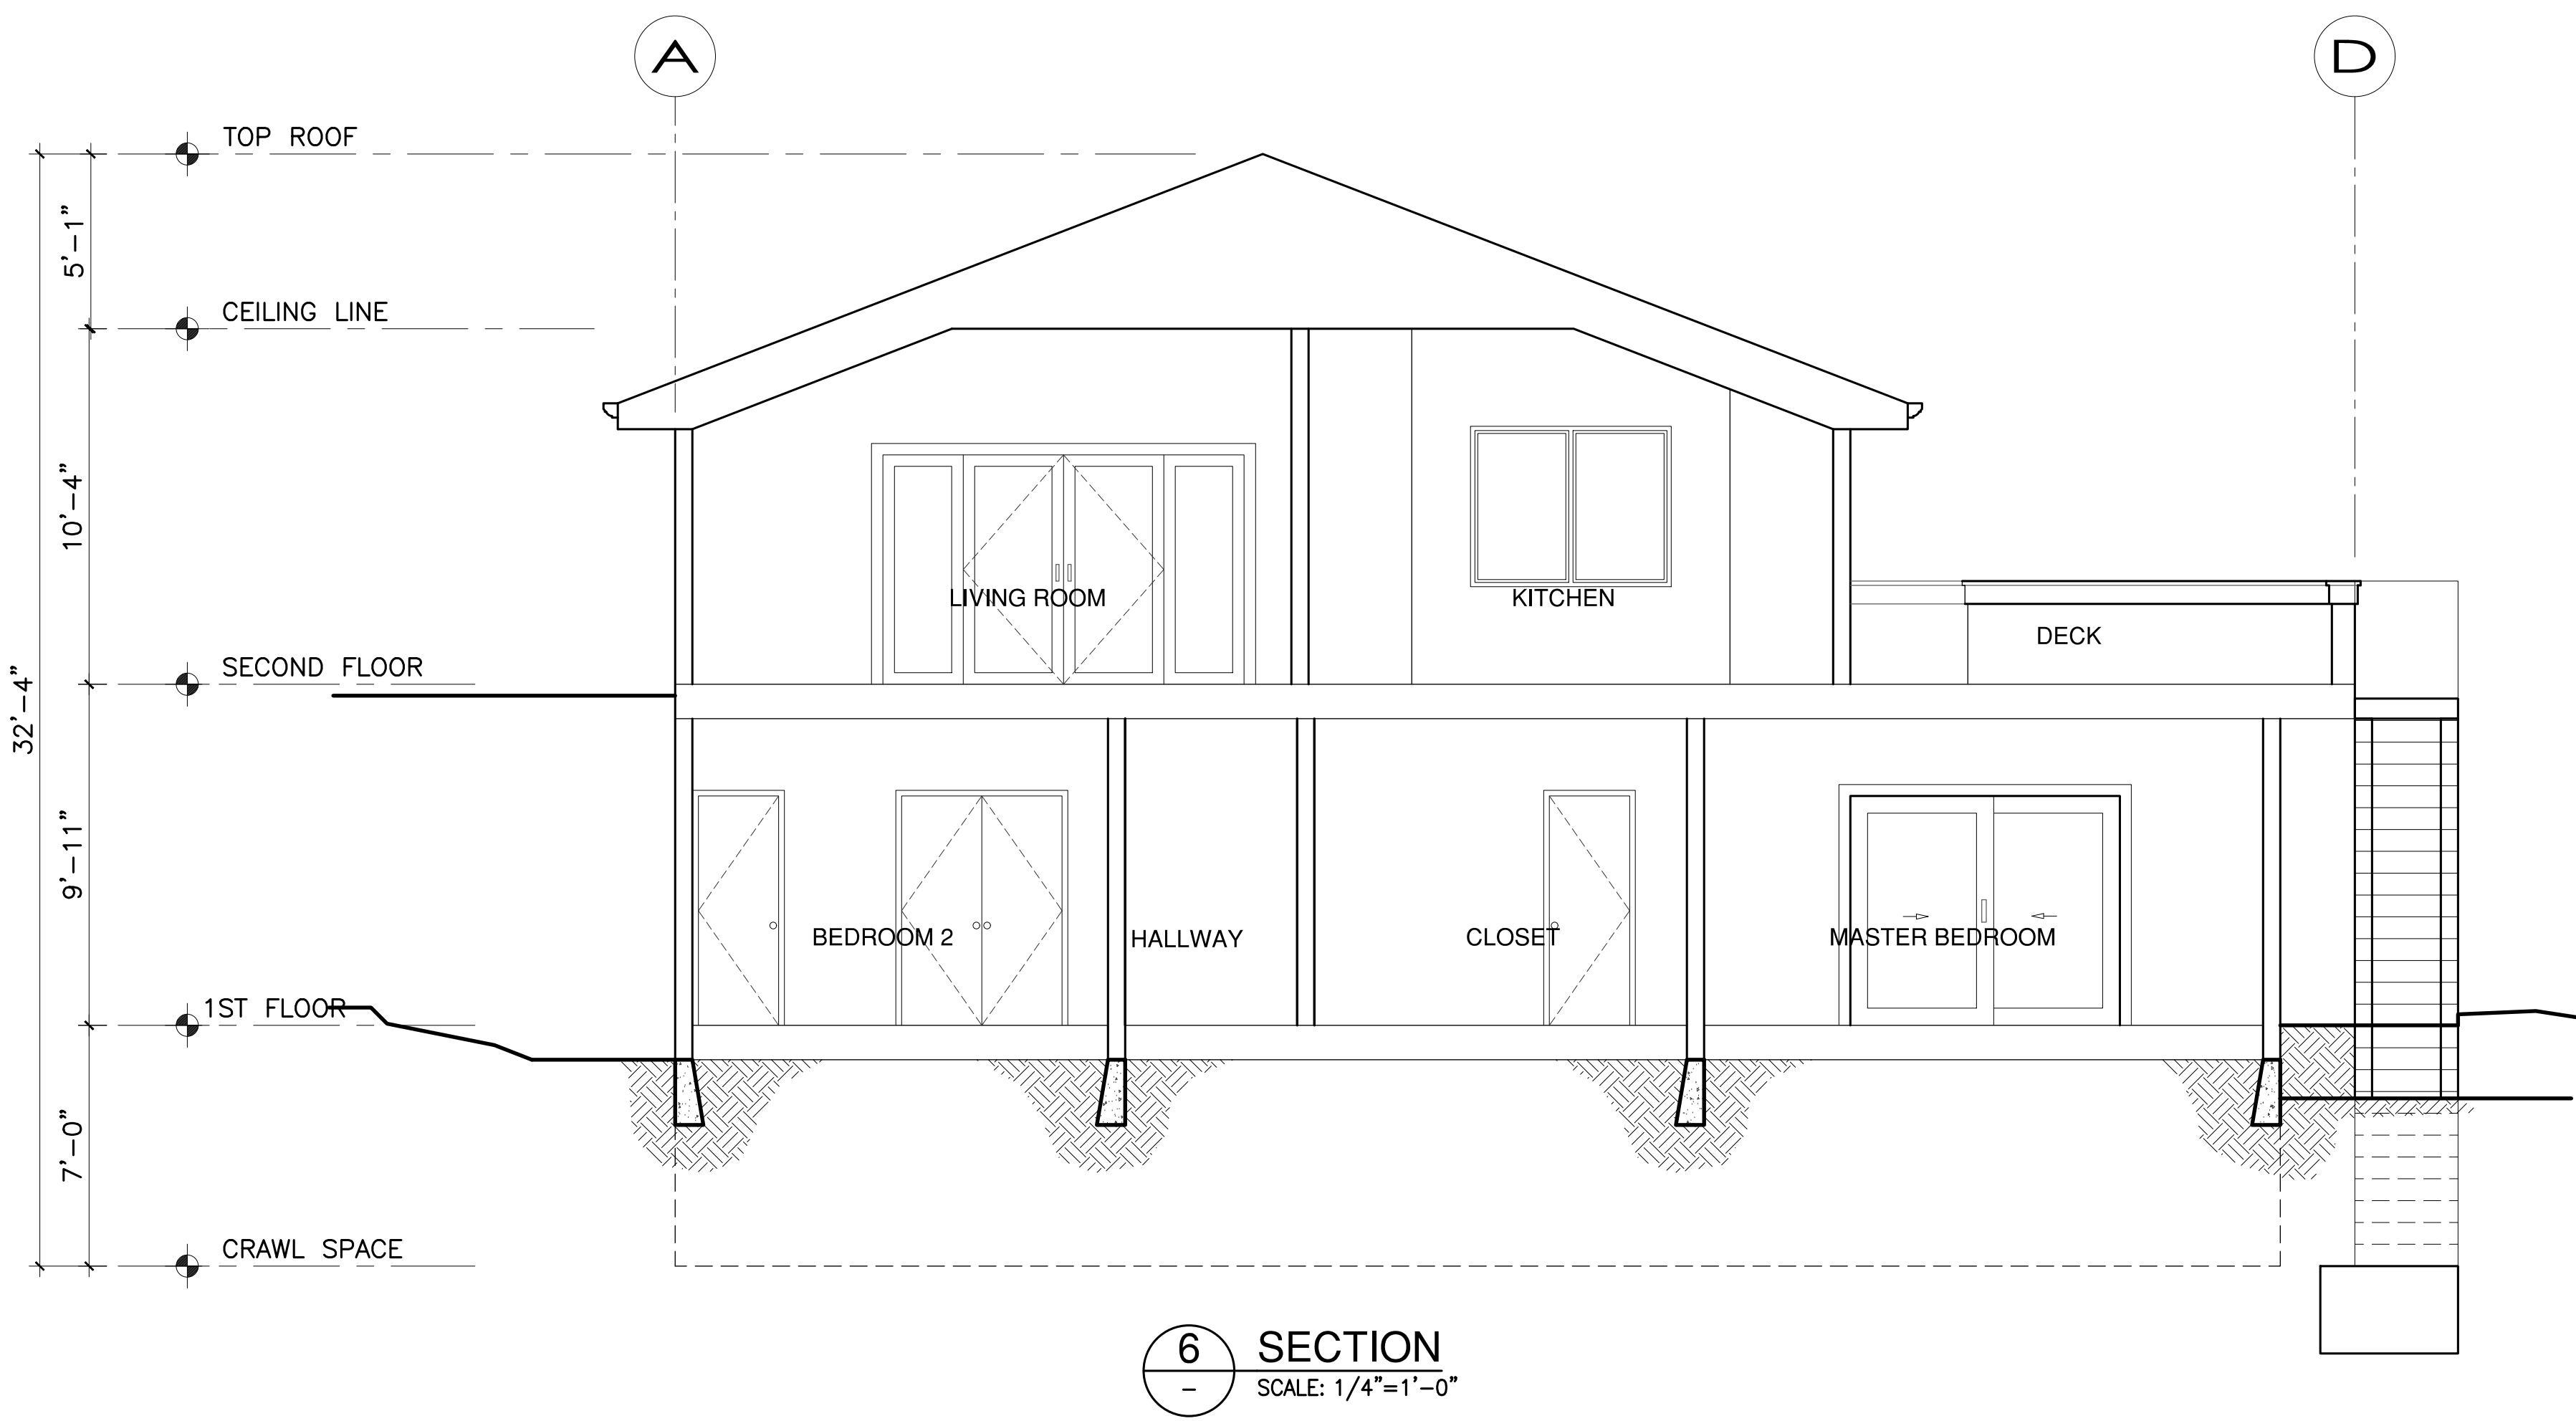 A
D
TOP ROOF
5'-1"
CEILING LINE
10'-4"
LIVING ROOM
KITCHEN
DECK
SECOND FLOOR
32'-4"
9'-11"
BEDROOM 2
HALLWAY
CLOSET
MASTER BEDROOM
1ST FLOOR
7'-0"
CRAWL SPACE
6
-
SECTION
SCALE: 1/4"=1'-0"